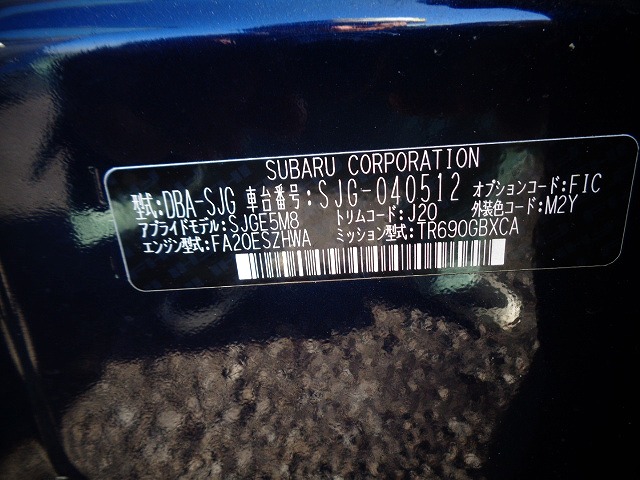 SUBARU CORPORATION
型式:DBA-SJG 車台番号:SJG-040512 オプションコード:FIC
アプライドモデル:SJGE5M8 トリムコード:J20 外装色コード:M2Y
エンジン型式:FA20ESZHWA ミッション型式:TR690GBXCA